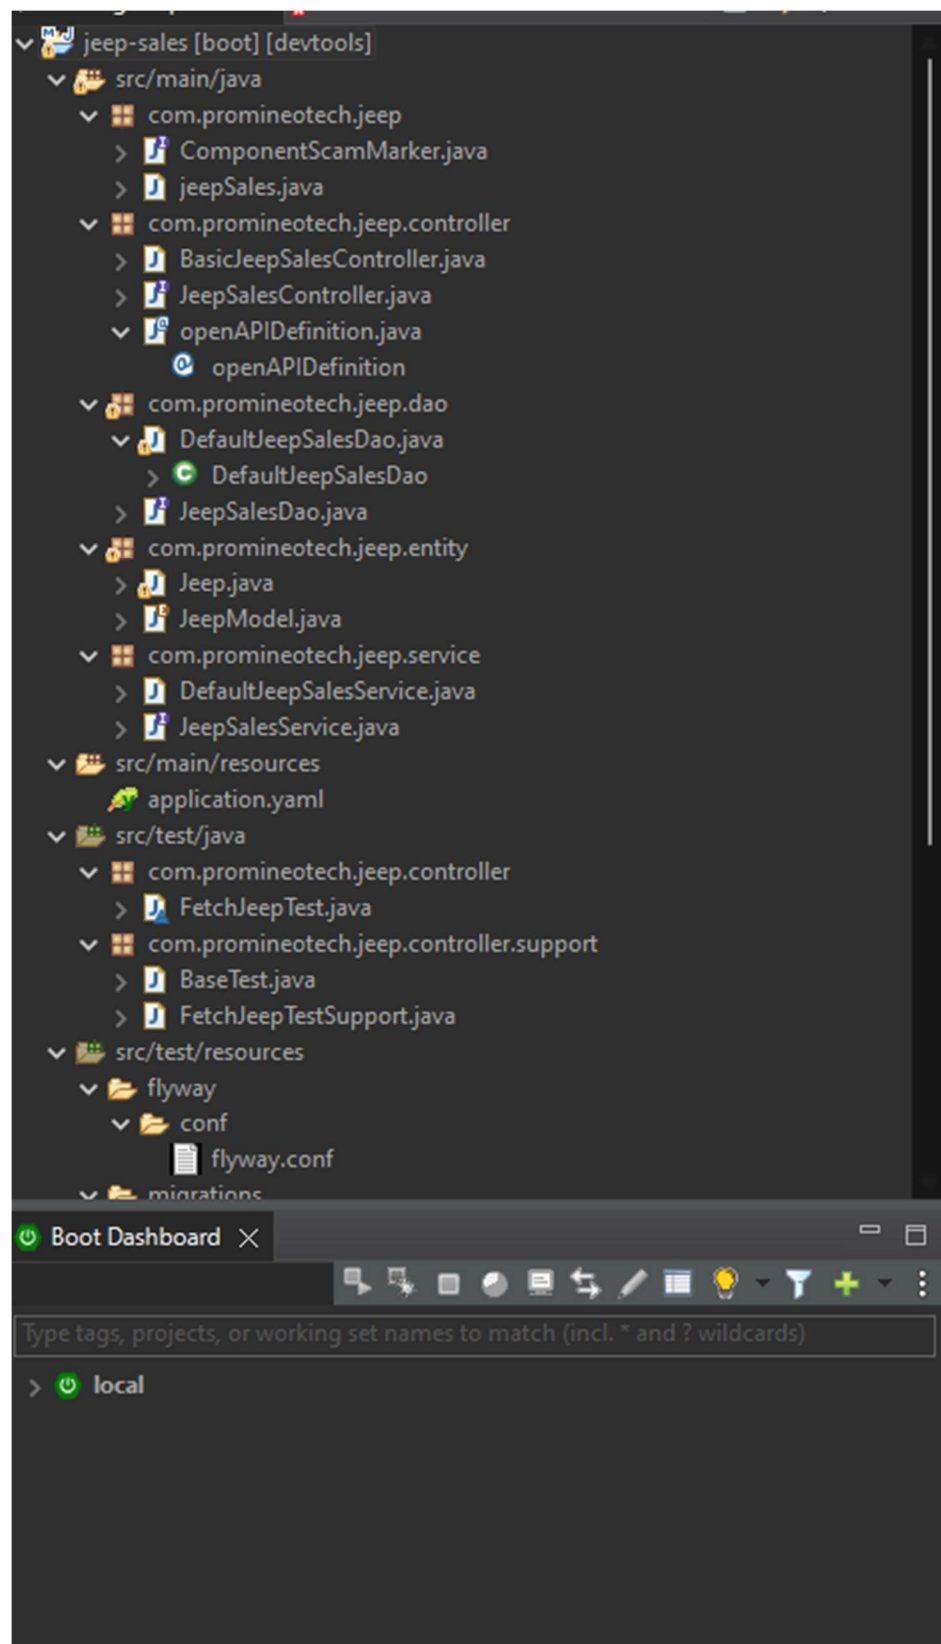 jeep-sales [boot] [devtools]
src/main/java
com.promineotech.jeep
ComponentScamMarker.java
jeepSales.java
com.promineotech.jeep.controller
BasicJeepSalesController.java
JeepSalesController.java
openAPIDefinition.java
openAPIDefinition
com.promineotech.jeep.dao
DefaultJeepSalesDao.java
DefaultJeepSalesDao
JeepSalesDao.java
com.promineotech.jeep.entity
Jeep.java
JeepModel.java
com.promineotech.jeep.service
DefaultJeepSalesService.java
JeepSalesService.java
src/main/resources
application.yaml
src/test/java
com.promineotech.jeep.controller
FetchJeepTest.java
com.promineotech.jeep.controller.support
BaseTest.java
FetchJeepTestSupport.java
src/test/resources
flyway
conf
flyway.conf
migrations
Boot Dashboard
Type tags, projects, or working set names to match (incl. * and ? wildcards)
local